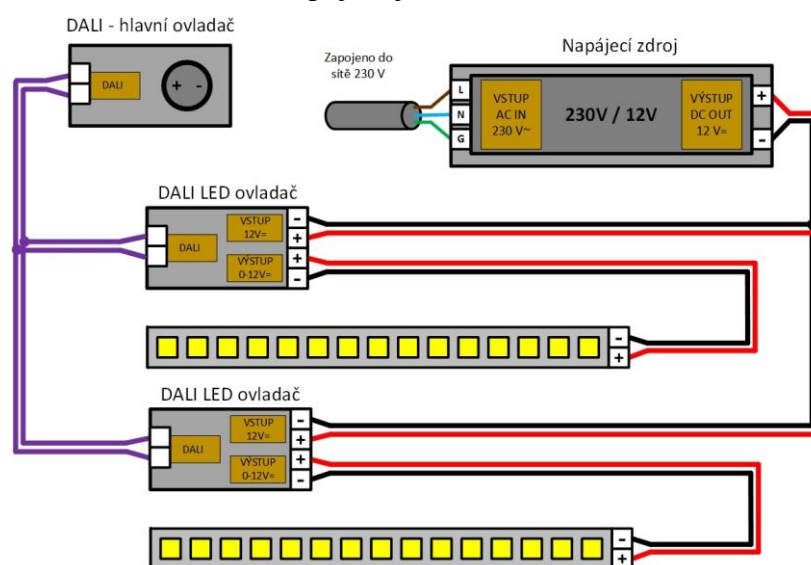 DALI - hlavní ovladač
DALI
+ -
Zapojeno do
sítě 230 V
Napájecí zdroj
L
N
G
VSTUP
AC IN
230 V~
230V / 12V
VÝSTUP
DC OUT
12 V=
+
-
DALI LED ovladač
DALI
VSTUP
12V=
VÝSTUP
0-12V=
-
+
+
-
-
+
DALI LED ovladač
DALI
VSTUP
12V=
VÝSTUP
0-12V=
-
+
+
-
-
+